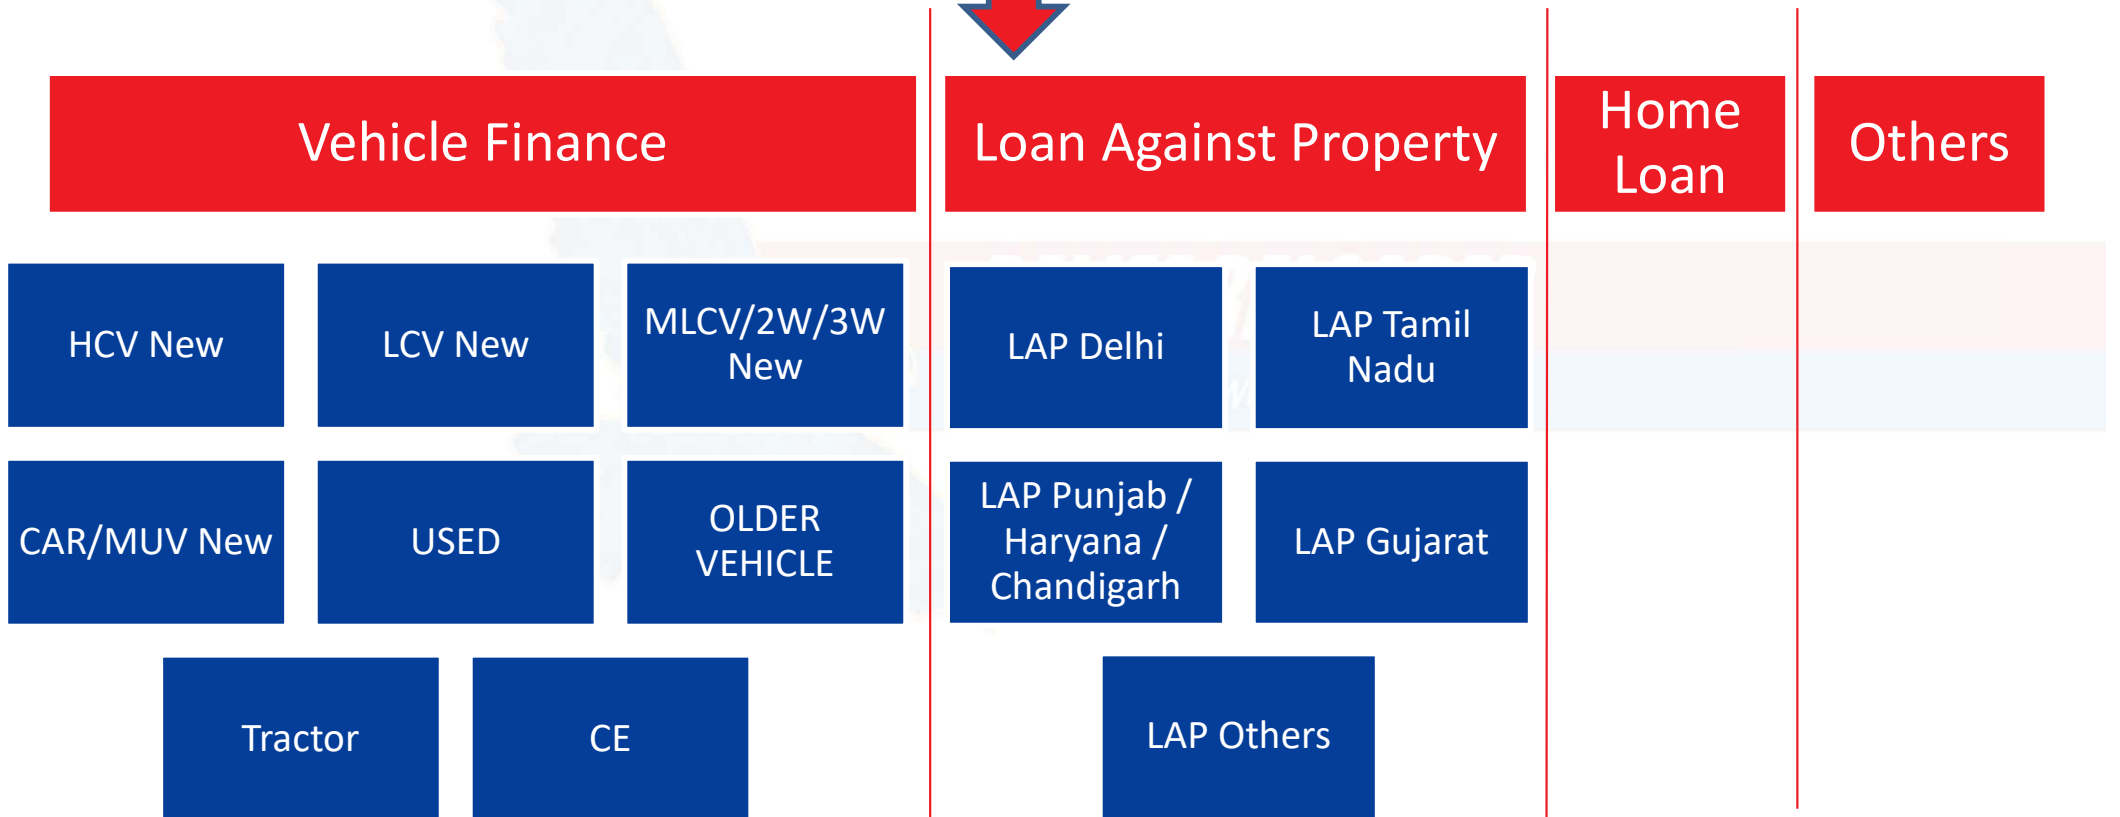 Vehicle Finance
Loan Against Property
Home
Loan
Others
HCV New
LCV New
MLCV/2W/3W
New
LAP Delhi
LAP Tamil
Nadu
CAR/MUV New
USED
OLDER
VEHICLE
LAP Punjab /
Haryana /
Chandigarh
LAP Gujarat
Tractor
CE
LAP Others